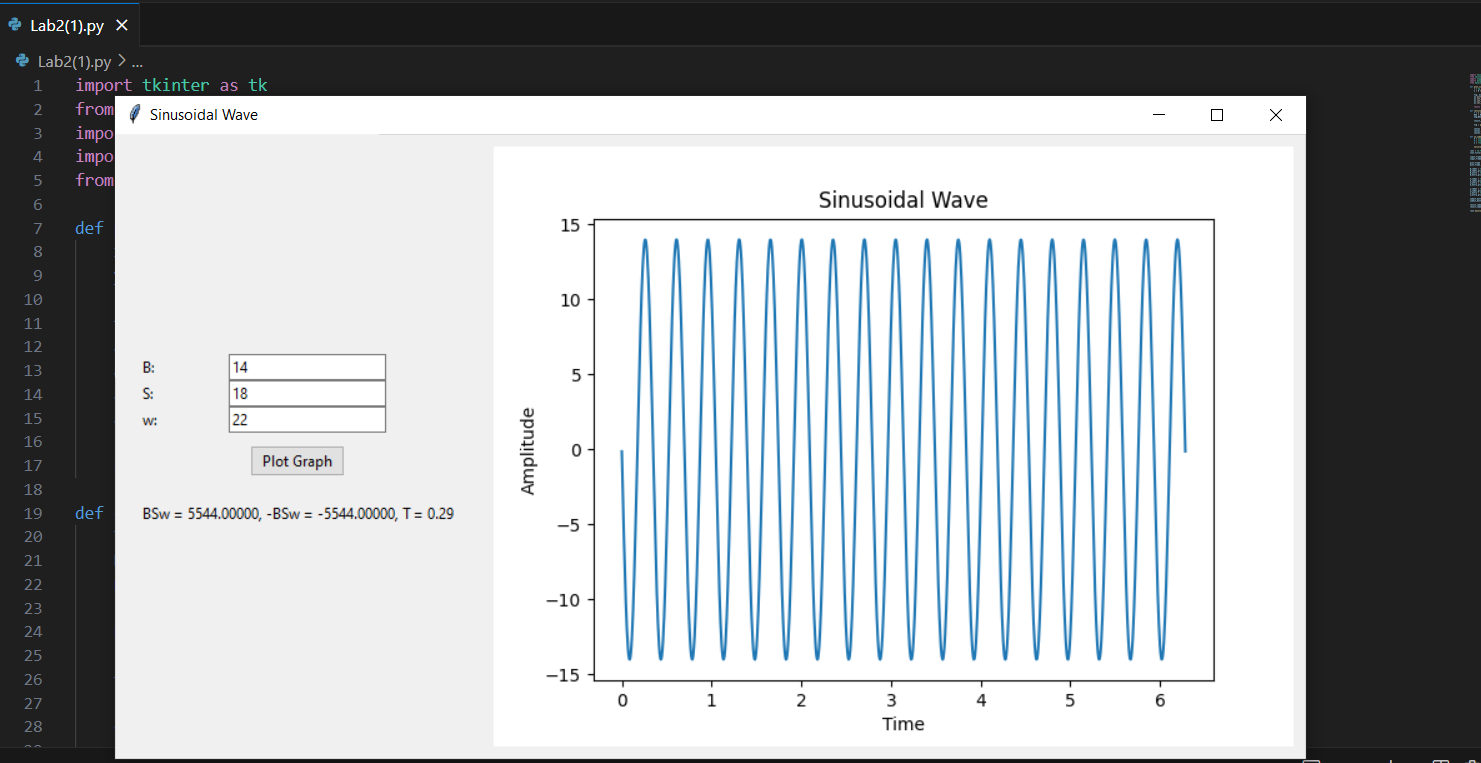 Lab2(1).py
Lab2(1).py > ...
1 import tkinter as tk
2 from
3 impo
4 impo
5 from
6
7 def
8
9
10
11
12
13
14
15
16
17
18
19 def
20
21
22
23
24
25
26
27
28
Sinusoidal Wave
B: 14
S: 18
w: 22
Plot Graph
BSw = 5544.00000, -BSw = -5544.00000, T = 0.29
Sinusoidal Wave
15
10
5
0
−5
−10
−15
Amplitude
0 1 2 3 4 5 6
Time